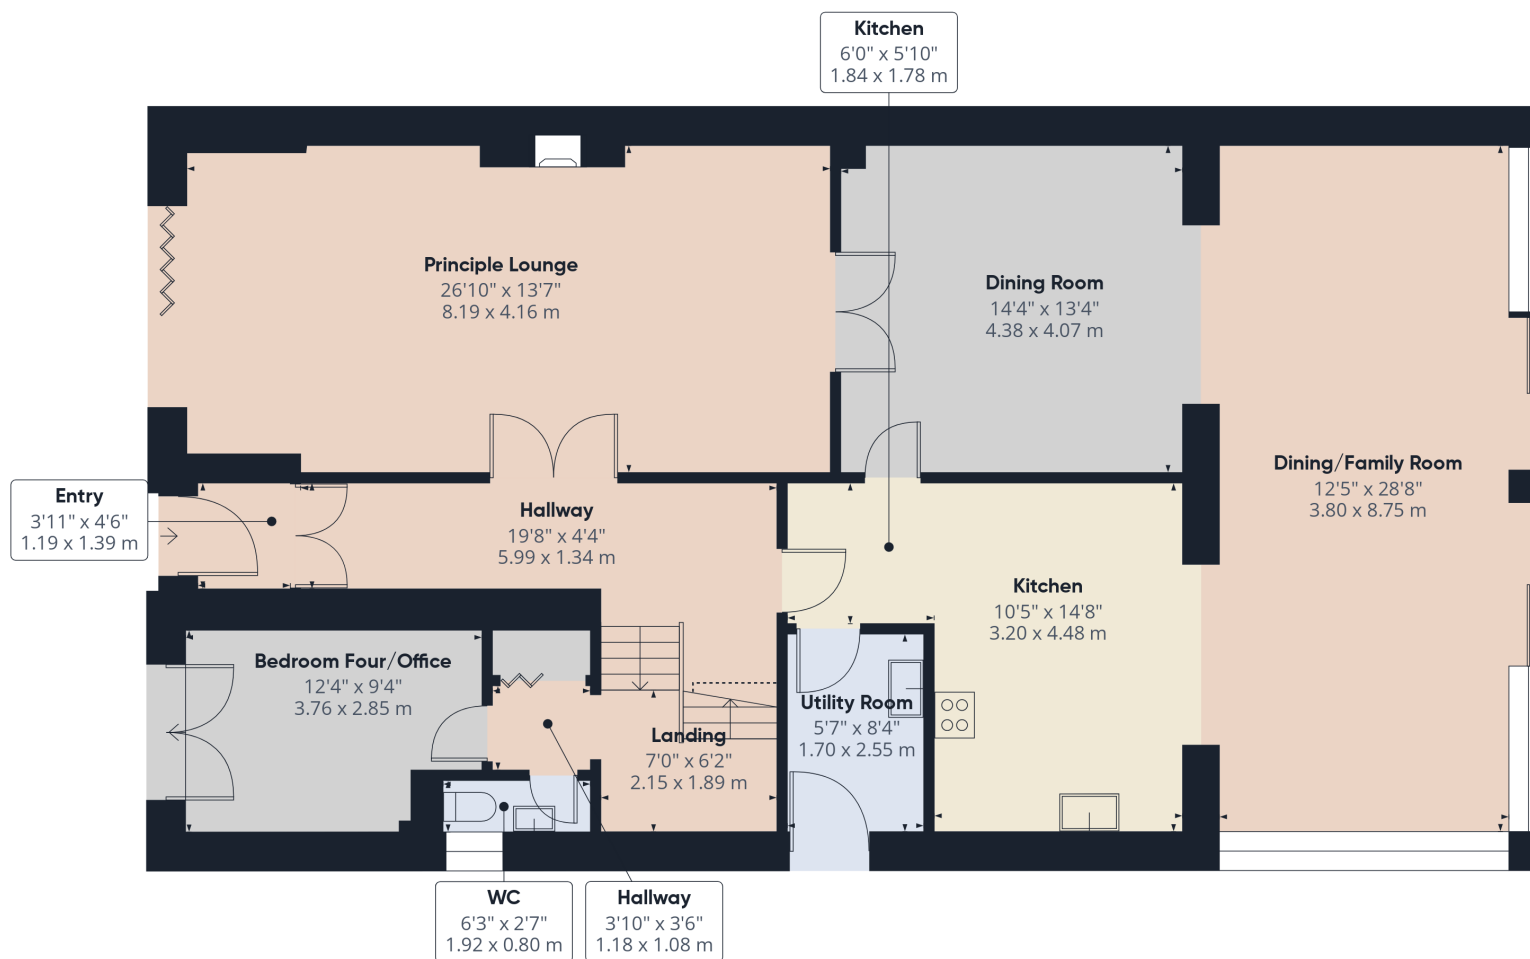 Kitchen
6'0" x 5'10"
1.84 x 1.78 m
Principle Lounge
26'10" x 13'7"
8.19 x 4.16 m
Dining Room
14'4" x 13'4"
4.38 x 4.07 m
Dining/Family Room
12'5" x 28'8"
3.80 x 8.75 m
Entry
3'11" x 4'6"
1.19 x 1.39 m
Hallway
19'8" x 4'4"
5.99 x 1.34 m
Kitchen
10'5" x 14'8"
3.20 x 4.48 m
Bedroom Four/Office
12'4" x 9'4"
3.76 x 2.85 m
Utility Room
5'7" x 8'4"
1.70 x 2.55 m
Landing
7'0" x 6'2"
2.15 x 1.89 m
WC
6'3" x 2'7"
1.92 x 0.80 m
Hallway
3'10" x 3'6"
1.18 x 1.08 m